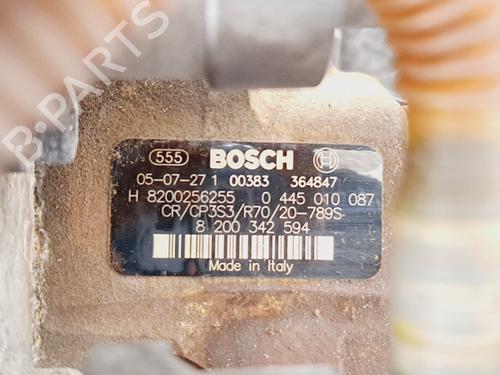 555 BOSCH
05-07-27 1 00383 364847
H 8200256255 0 445 010 087
CR/CP3S3/R70/20-789S
8 200 342 594
Made in Italy
B-PARTS